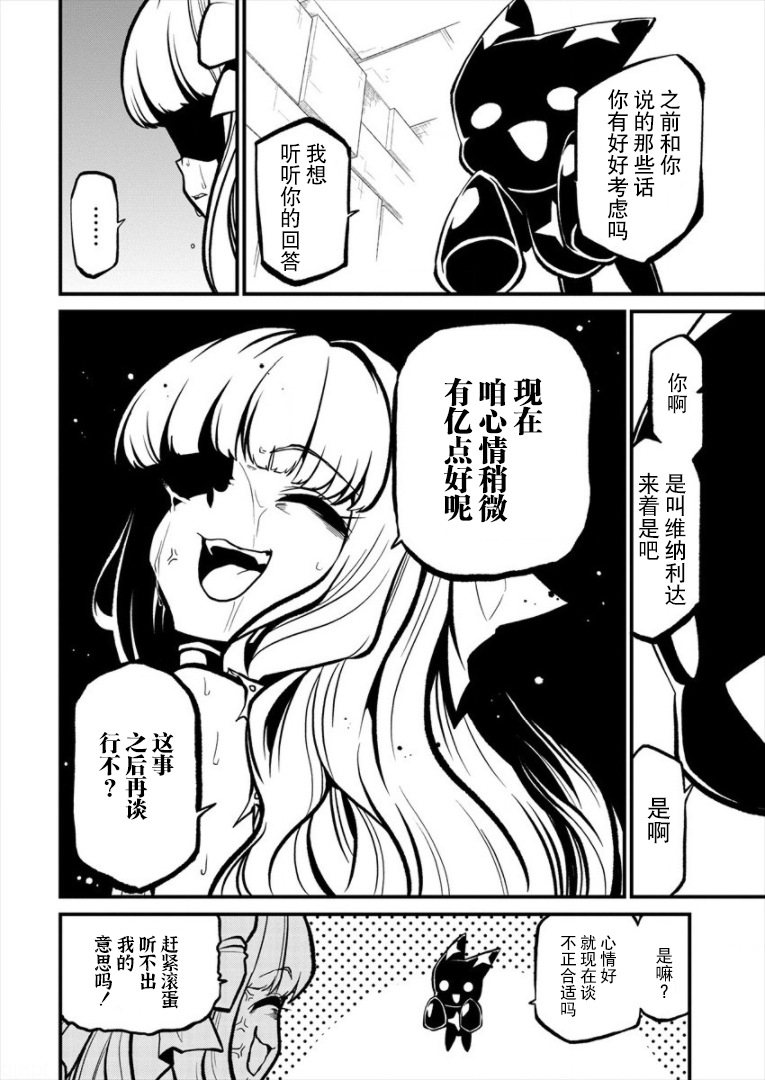 之前和你
说的那些话
你有好好考虑吗
我想
听听你的回答
……
你啊
是叫维纳利达
来着是吧
是啊
现在
咱心情稍微
有亿点好呢
这事
之后再谈
行不？
是嘛？
心情好
就现在谈
不正合适吗
赶紧滚蛋
听不出
我的
意思吗！